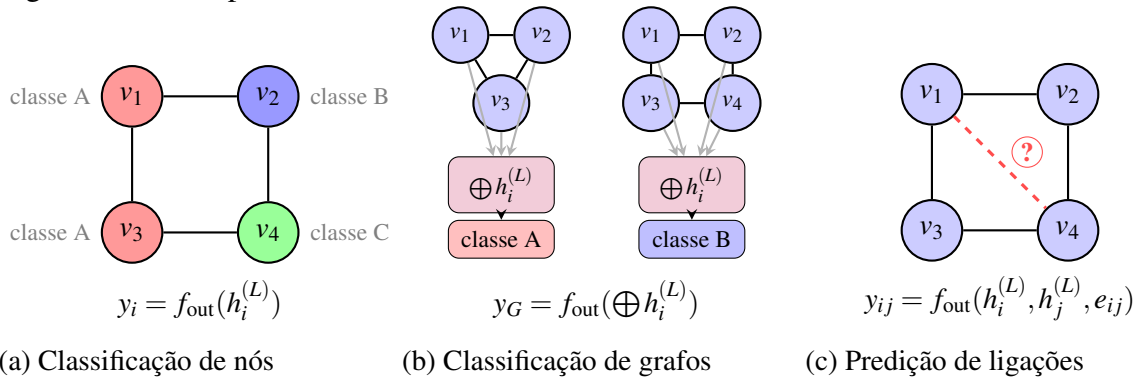 v₁ v₂ v₃ v₄
classe A
classe B
classe A
classe C
y_i = f_out(h_i^(L))
(a) Classificação de nós
v₁ v₂
v₃
⨁ h_i^(L)
classe A
v₁ v₂
v₃ v₄
⨁ h_i^(L)
classe B
y_G = f_out(⨁ h_i^(L))
(b) Classificação de grafos
v₁ v₂
?
v₃ v₄
y_ij = f_out(h_i^(L), h_j^(L), e_ij)
(c) Predição de ligações